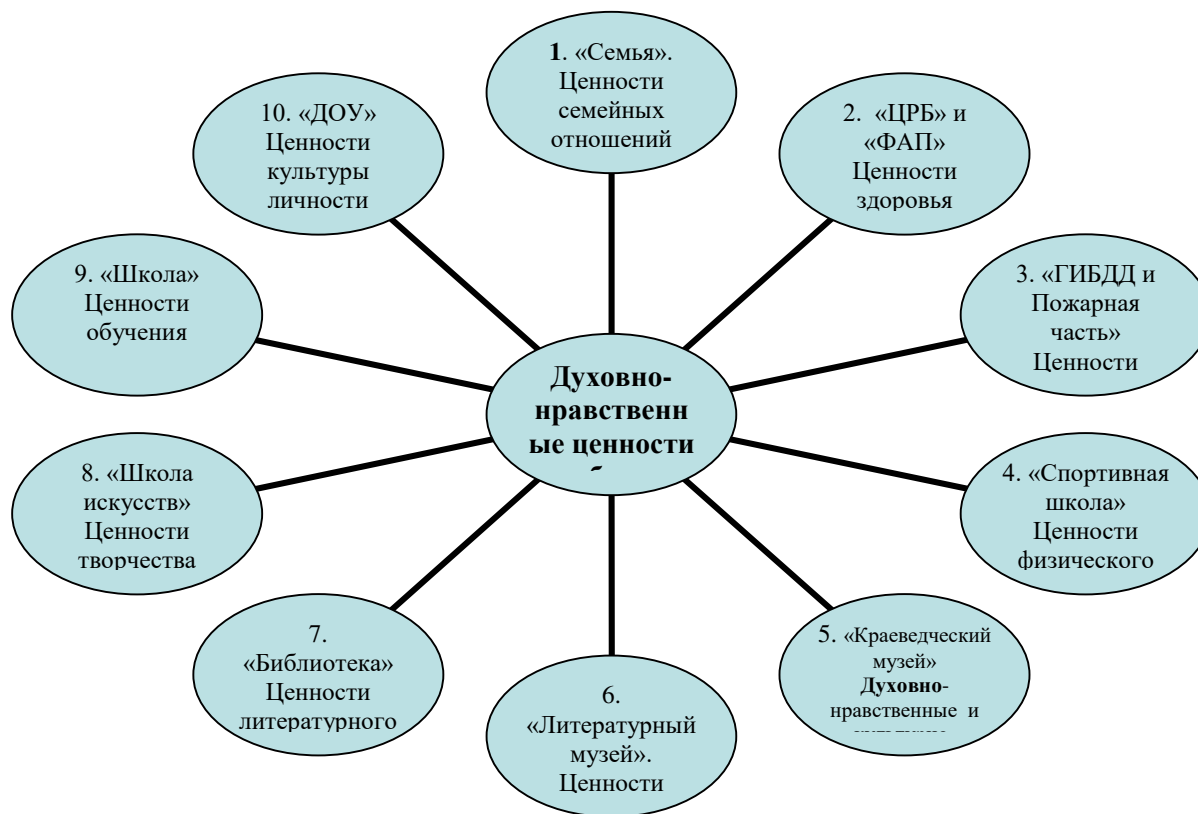 1. «Семья».
Ценности
семейных
отношений
2. «ЦРБ» и
«ФАП»
Ценности
здоровья
3. «ГИБДД и
Пожарная
часть»
Ценности
4. «Спортивная
школа»
Ценности
физического
5. «Краеведческий
музей»
Духовно-
нравственные и
6.
«Литературный
музей».
Ценности
7.
«Библиотека»
Ценности
литературного
8. «Школа
искусств»
Ценности
творчества
9. «Школа»
Ценности
обучения
10. «ДОУ»
Ценности
культуры
личности
Духовно-
нравственн
ые ценности